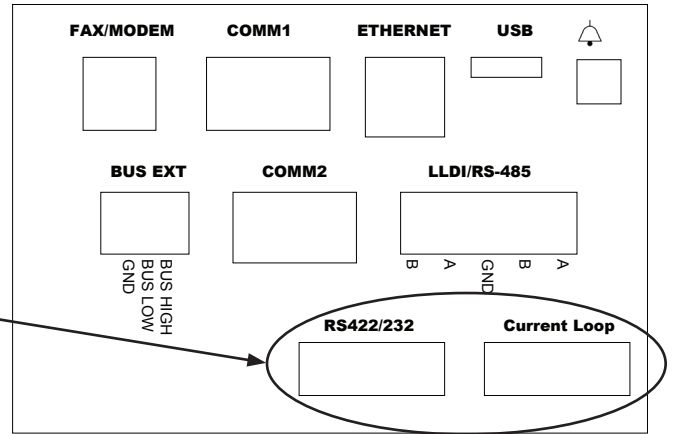 FAX/MODEM COMM1 ETHERNET USB
BUS EXT COMM2 LLDI/RS-485
B A GND B A
BUS HIGH
BUS LOW
GND
RS422/232 Current Loop